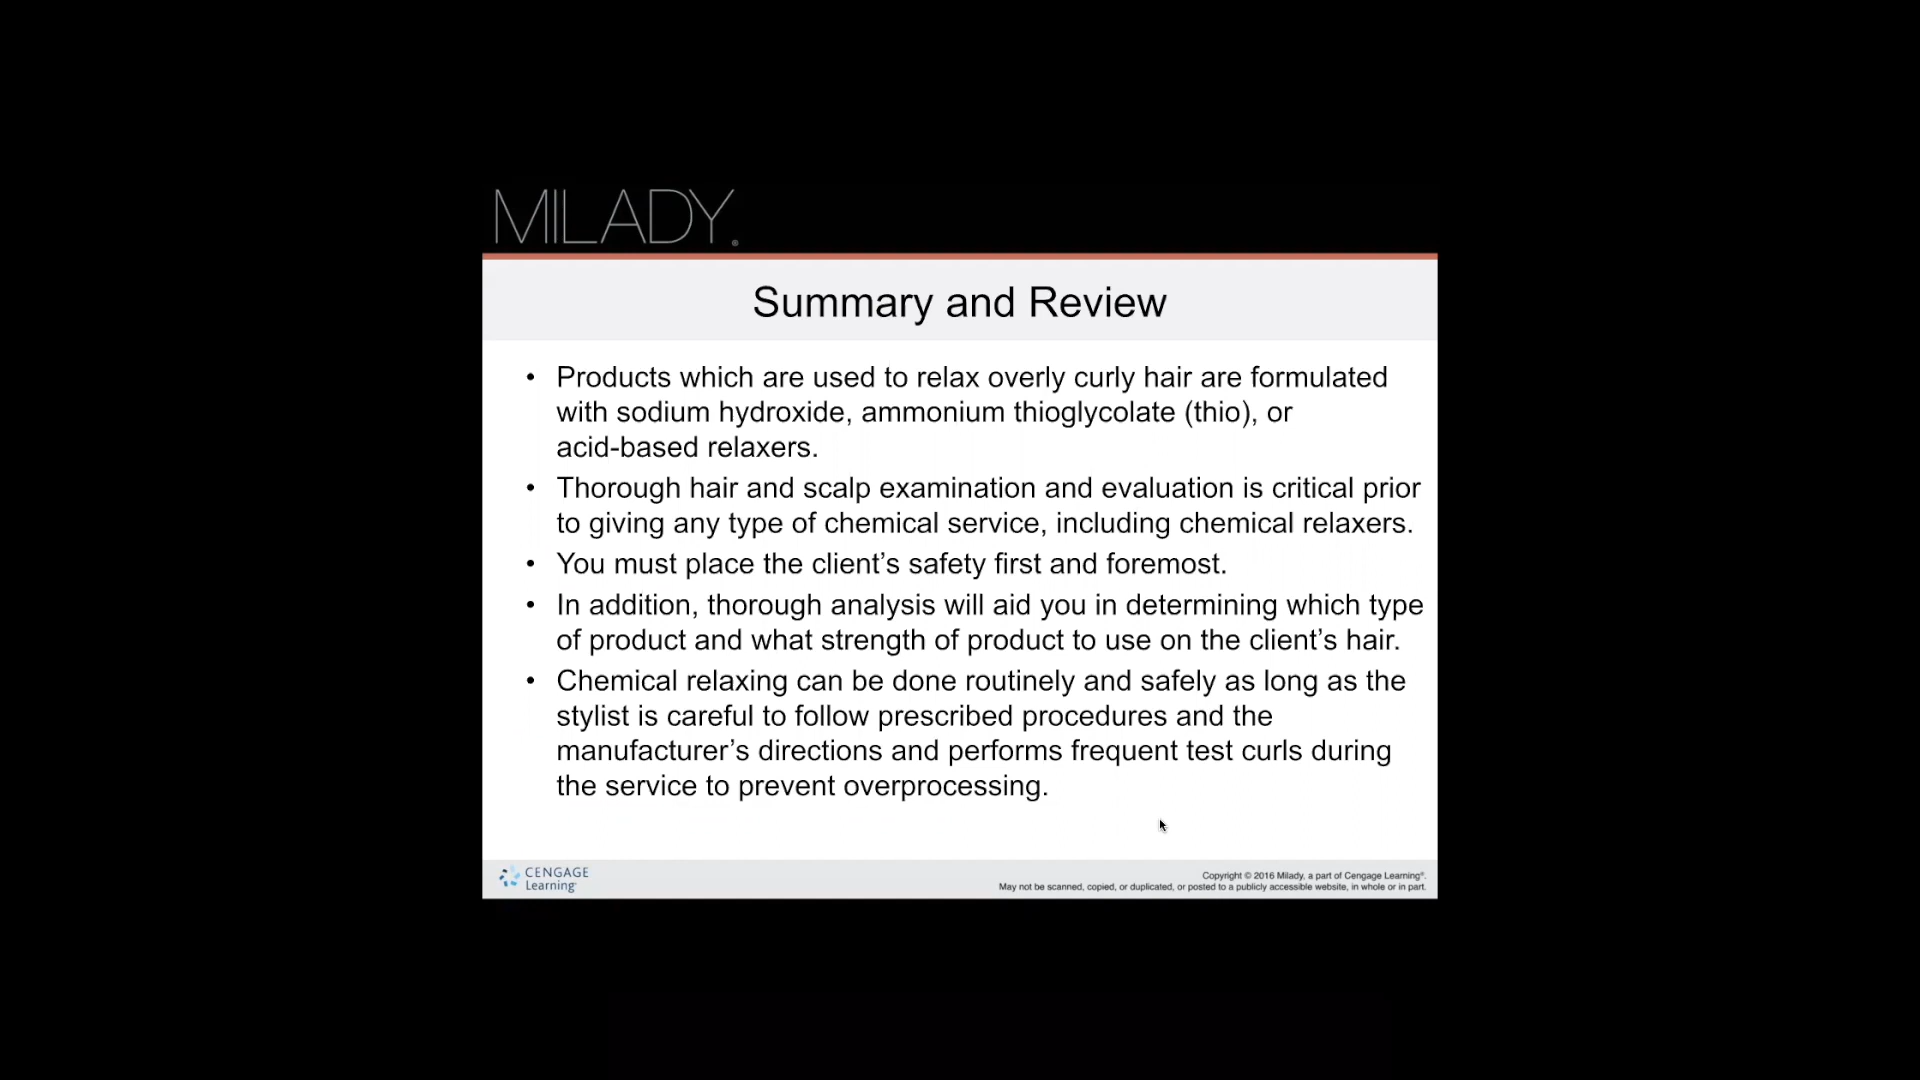 MILADY®
Summary and Review
• Products which are used to relax overly curly hair are formulated
with sodium hydroxide, ammonium thioglycolate (thio), or
acid-based relaxers.
• Thorough hair and scalp examination and evaluation is critical prior
to giving any type of chemical service, including chemical relaxers.
• You must place the client’s safety first and foremost.
• In addition, thorough analysis will aid you in determining which type
of product and what strength of product to use on the client’s hair.
• Chemical relaxing can be done routinely and safely as long as the
stylist is careful to follow prescribed procedures and the
manufacturer’s directions and performs frequent test curls during
the service to prevent overprocessing.
CENGAGE
Learning
Copyright © 2016 Milady, a part of Cengage Learning®.
May not be scanned, copied, or duplicated, or posted to a publicly accessible website, in whole or in part.